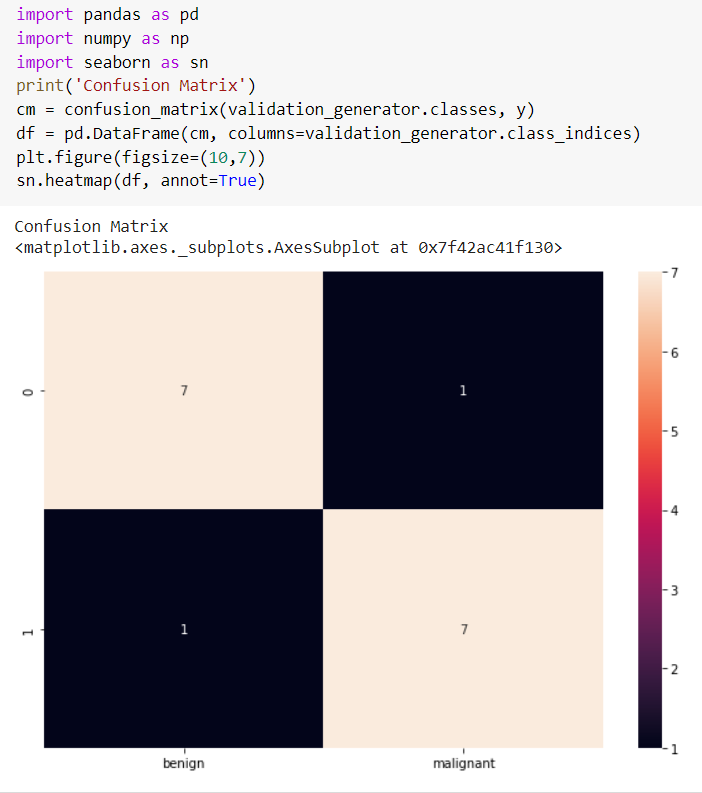 import pandas as pd
import numpy as np
import seaborn as sn
print('Confusion Matrix')
cm = confusion_matrix(validation_generator.classes, y)
df = pd.DataFrame(cm, columns=validation_generator.class_indices)
plt.figure(figsize=(10,7))
sn.heatmap(df, annot=True)
Confusion Matrix
<matplotlib.axes._subplots.AxesSubplot at 0x7f42ac41f130>
7
6
5
4
3
2
1
0
7 1
1
1 7
benign malignant